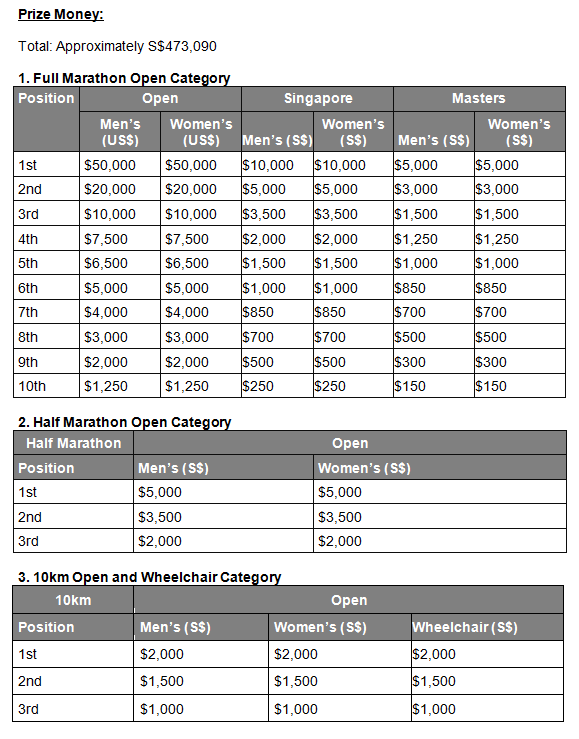 Prize Money:
Total: Approximately S$473,090
1. Full Marathon Open Category
Position Open Singapore Masters
Men's (US$) Women's (US$) Men's (S$) Women's (S$) Men's (S$) Women's (S$)
1st $50,000 $50,000 $10,000 $10,000 $5,000 $5,000
2nd $20,000 $20,000 $5,000 $5,000 $3,000 $3,000
3rd $10,000 $10,000 $3,500 $3,500 $1,500 $1,500
4th $7,500 $7,500 $2,000 $2,000 $1,250 $1,250
5th $6,500 $6,500 $1,500 $1,500 $1,000 $1,000
6th $5,000 $5,000 $1,000 $1,000 $850 $850
7th $4,000 $4,000 $850 $850 $700 $700
8th $3,000 $3,000 $700 $700 $500 $500
9th $2,000 $2,000 $500 $500 $300 $300
10th $1,250 $1,250 $250 $250 $150 $150
2. Half Marathon Open Category
Half Marathon Open
Position Men's (S$) Women's (S$)
1st $5,000 $5,000
2nd $3,500 $3,500
3rd $2,000 $2,000
3. 10km Open and Wheelchair Category
10km Open
Position Men's (S$) Women's (S$) Wheelchair (S$)
1st $2,000 $2,000 $2,000
2nd $1,500 $1,500 $1,500
3rd $1,000 $1,000 $1,000